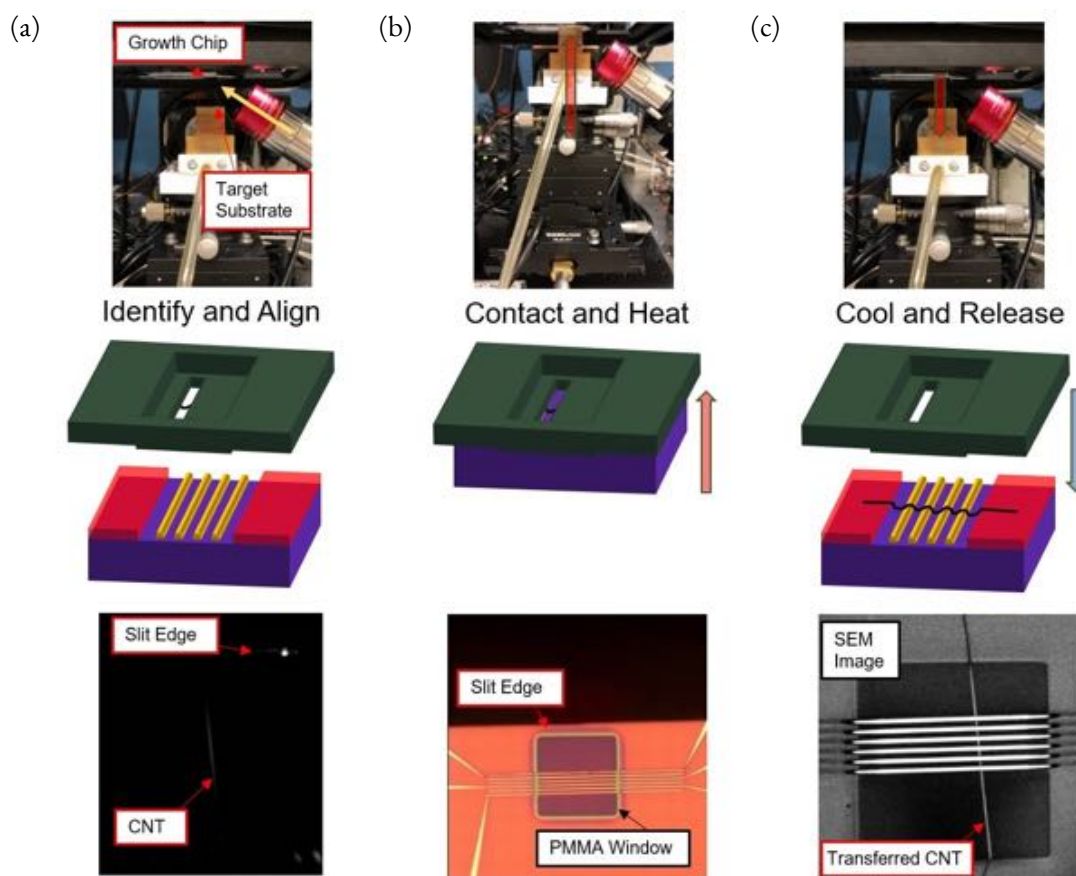 (a)
(b)
(c)
Growth Chip
Target
Substrate
Identify and Align
Contact and Heat
Cool and Release
Slit Edge
CNT
Slit Edge
PMMA Window
SEM
Image
Transferred CNT